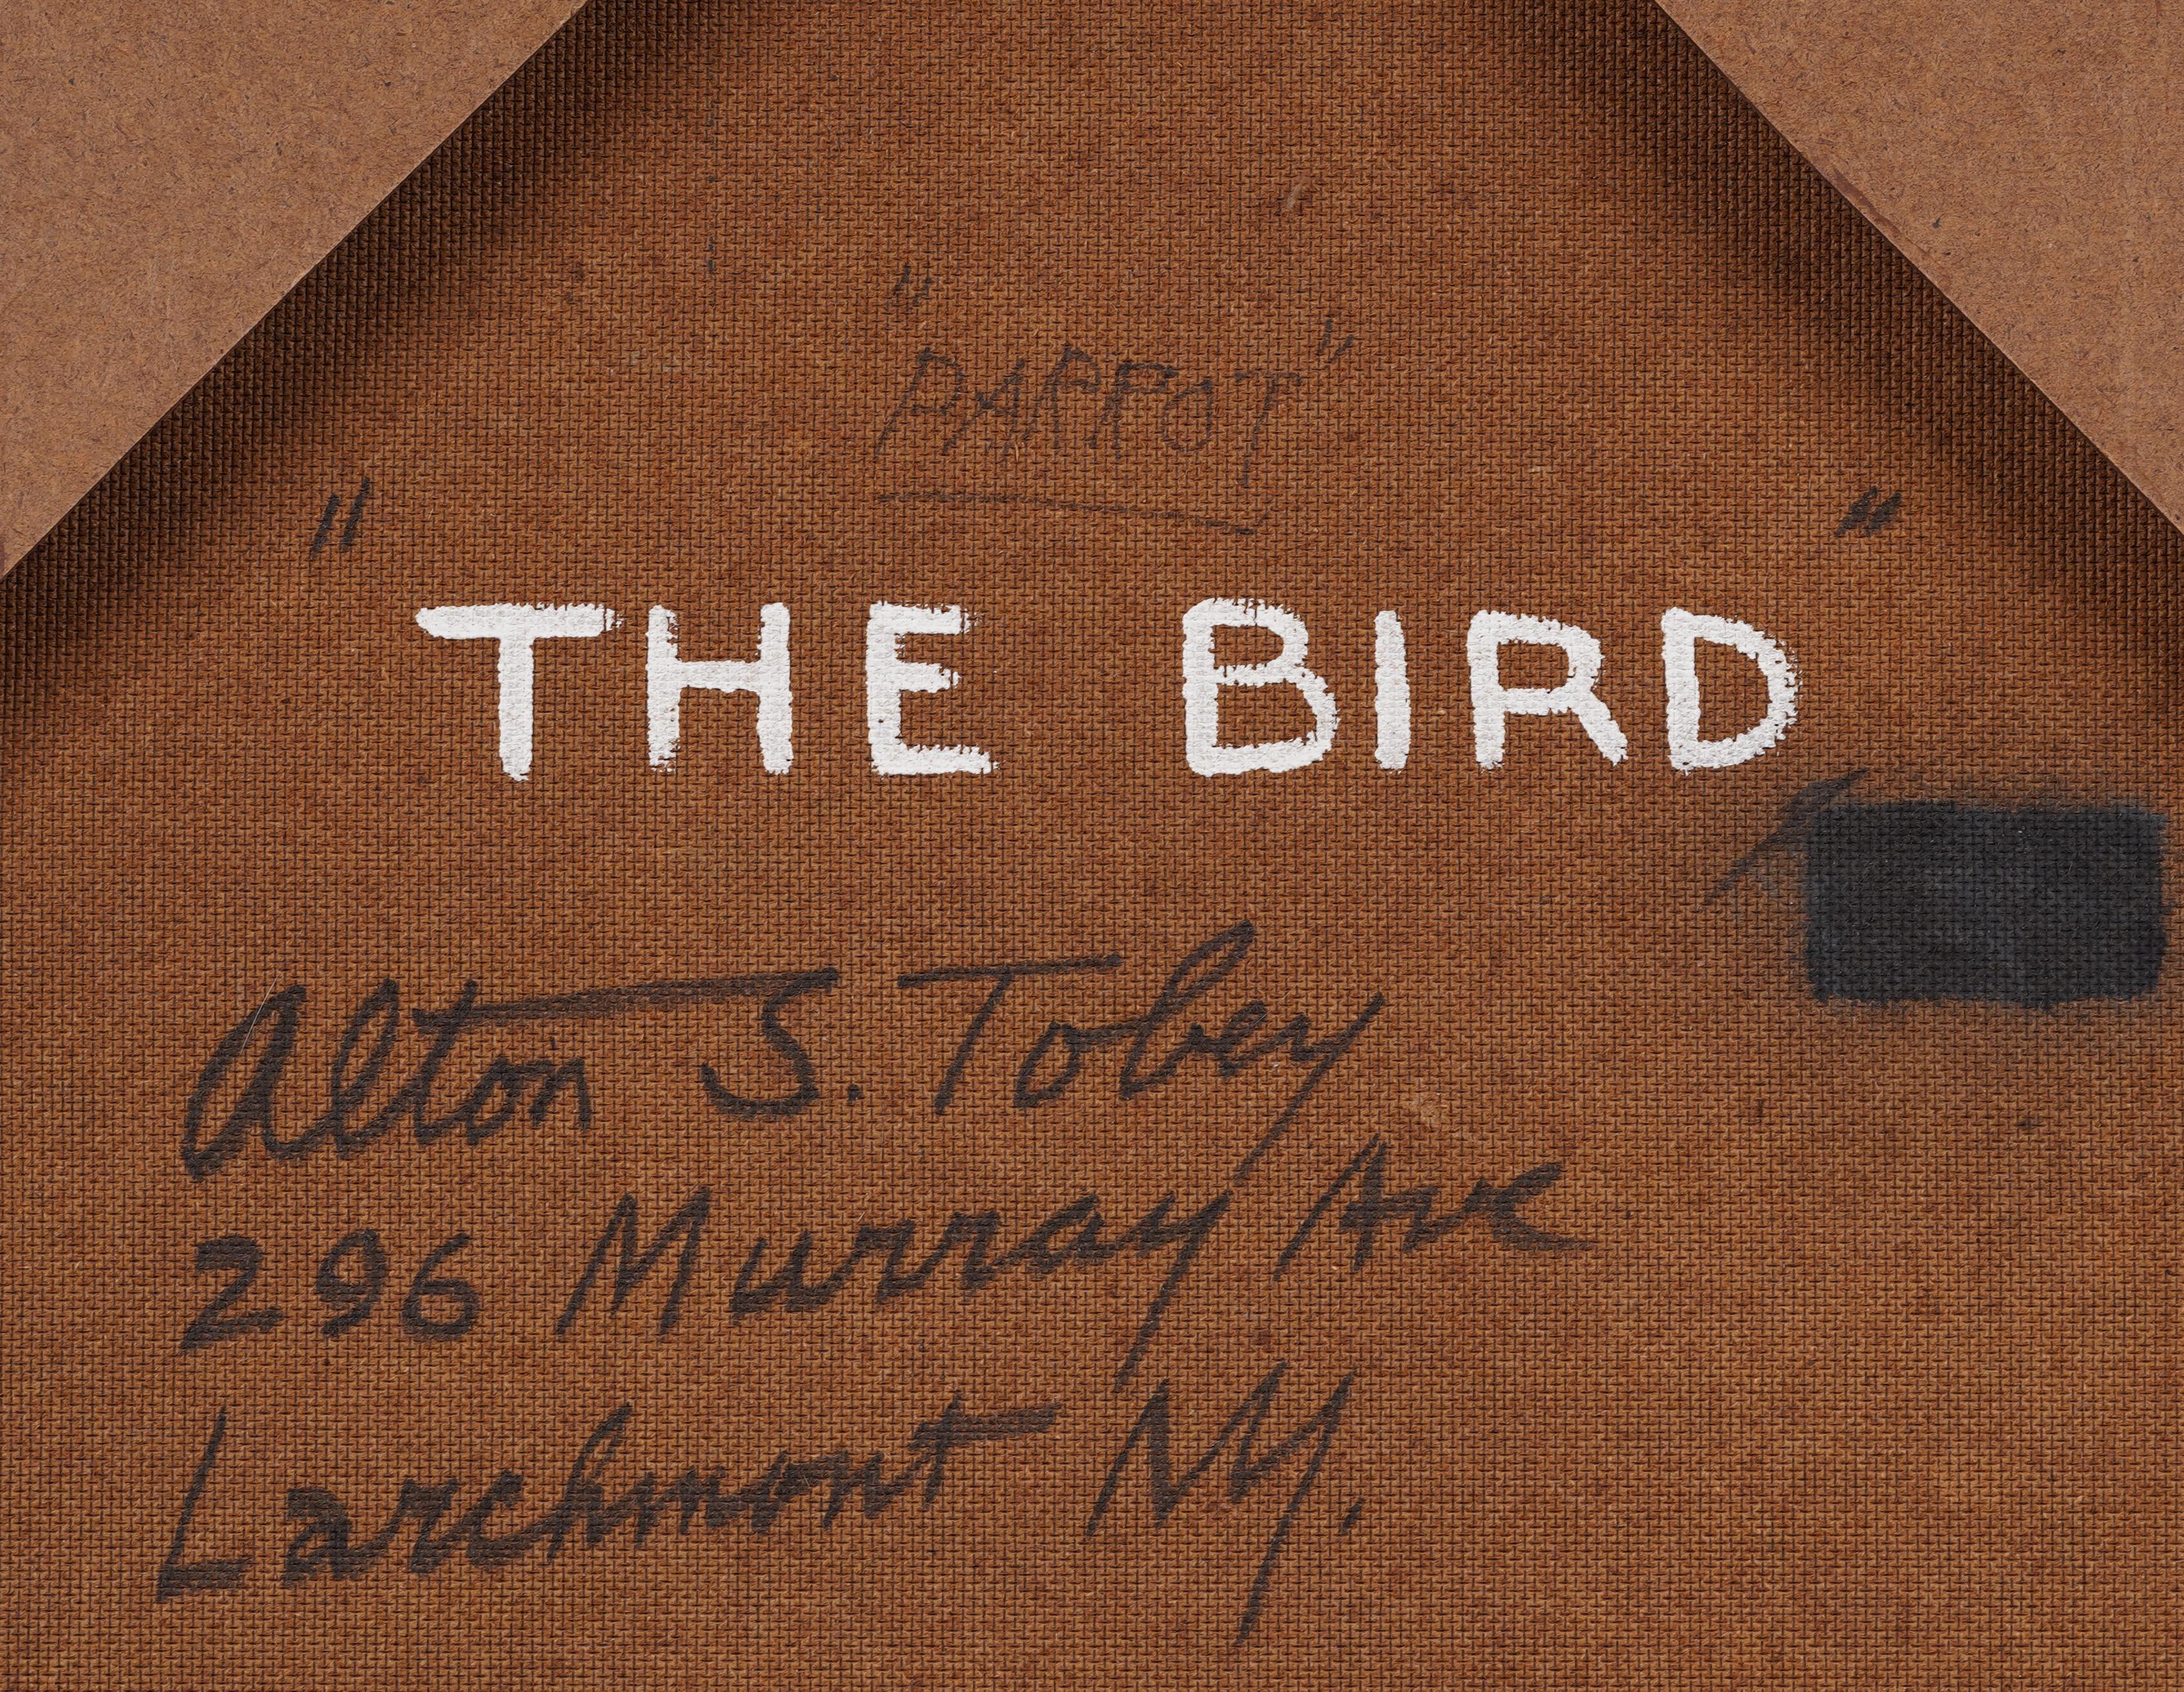 "PARROT"
"THE BIRD"
Alton S. Tobey
296 Murray Ave
Larchmont NY.